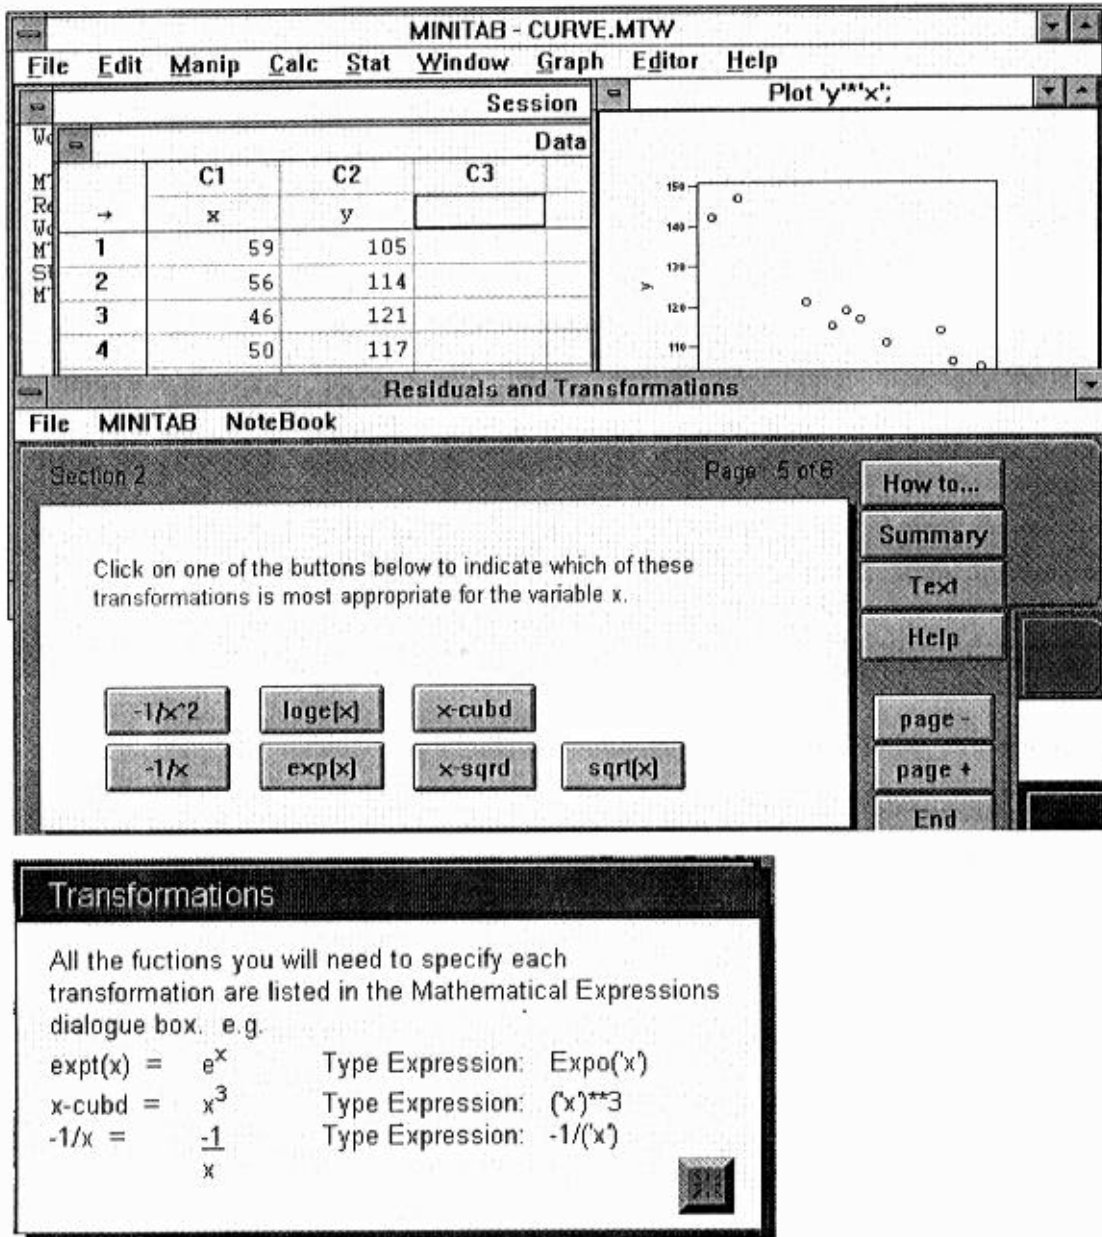 MINITAB - CURVE.MTW
File Edit Manip Calc Stat Window Graph Editor Help
Session
Plot 'y'*'x';
Data
C1 C2 C3
→ x y
1 59 105
2 56 114
3 46 121
4 50 117
150
140
130
y
120
110
Residuals and Transformations
File MINITAB NoteBook
Section 2 Page 5 of 6
Click on one of the buttons below to indicate which of these
transformations is most appropriate for the variable x.
-1/x^2 loge(x) x-cubd
-1/x exp(x) x-sqrd sqrt(x)
How to...
Summary
Text
Help
page -
page +
End
Transformations
All the fuctions you will need to specify each
transformation are listed in the Mathematical Expressions
dialogue box. e.g.
expt(x) = e^x Type Expression: Expo('x')
x-cubd = x^3 Type Expression: ('x')**3
-1/x = -1/x Type Expression: -1/('x')